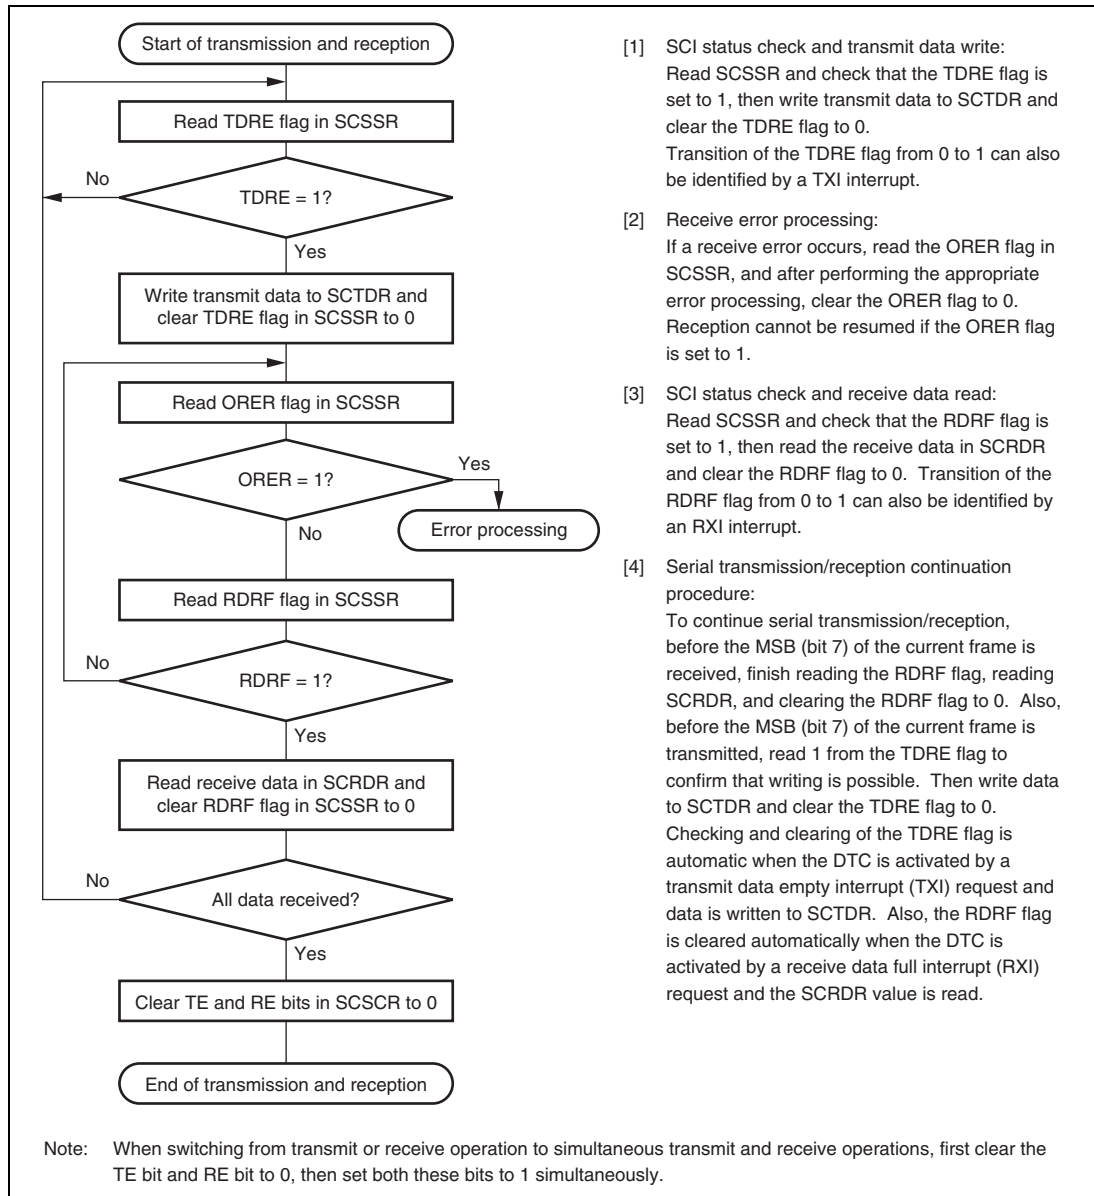 Start of transmission and reception
Read TDRE flag in SCSSR
No
TDRE = 1?
Yes
Write transmit data to SCTDR and
clear TDRE flag in SCSSR to 0
Read ORER flag in SCSSR
ORER = 1?
Yes
No
Error processing
Read RDRF flag in SCSSR
No
RDRF = 1?
Yes
Read receive data in SCRDR and
clear RDRF flag in SCSSR to 0
No
All data received?
Yes
Clear TE and RE bits in SCSCR to 0
End of transmission and reception
[1] SCI status check and transmit data write:
Read SCSSR and check that the TDRE flag is
set to 1, then write transmit data to SCTDR and
clear the TDRE flag to 0.
Transition of the TDRE flag from 0 to 1 can also
be identified by a TXI interrupt.
[2] Receive error processing:
If a receive error occurs, read the ORER flag in
SCSSR, and after performing the appropriate
error processing, clear the ORER flag to 0.
Reception cannot be resumed if the ORER flag
is set to 1.
[3] SCI status check and receive data read:
Read SCSSR and check that the RDRF flag is
set to 1, then read the receive data in SCRDR
and clear the RDRF flag to 0. Transition of the
RDRF flag from 0 to 1 can also be identified by
an RXI interrupt.
[4] Serial transmission/reception continuation
procedure:
To continue serial transmission/reception,
before the MSB (bit 7) of the current frame is
received, finish reading the RDRF flag, reading
SCRDR, and clearing the RDRF flag to 0. Also,
before the MSB (bit 7) of the current frame is
transmitted, read 1 from the TDRE flag to
confirm that writing is possible. Then write data
to SCTDR and clear the TDRE flag to 0.
Checking and clearing of the TDRE flag is
automatic when the DTC is activated by a
transmit data empty interrupt (TXI) request and
data is written to SCTDR. Also, the RDRF flag
is cleared automatically when the DTC is
activated by a receive data full interrupt (RXI)
request and the SCRDR value is read.
Note: When switching from transmit or receive operation to simultaneous transmit and receive operations, first clear the
TE bit and RE bit to 0, then set both these bits to 1 simultaneously.